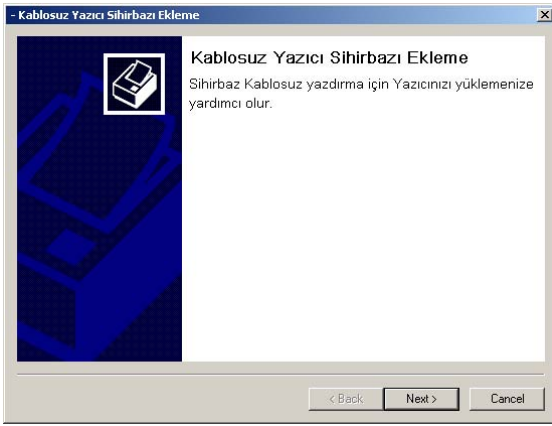 - Kablosuz Yazıcı Sihirbazı Ekleme
Kablosuz Yazıcı Sihirbazı Ekleme
Sihirbaz Kablosuz yazdırma için Yazıcınızı yüklemenize
yardımcı olur.
< Back Next > Cancel